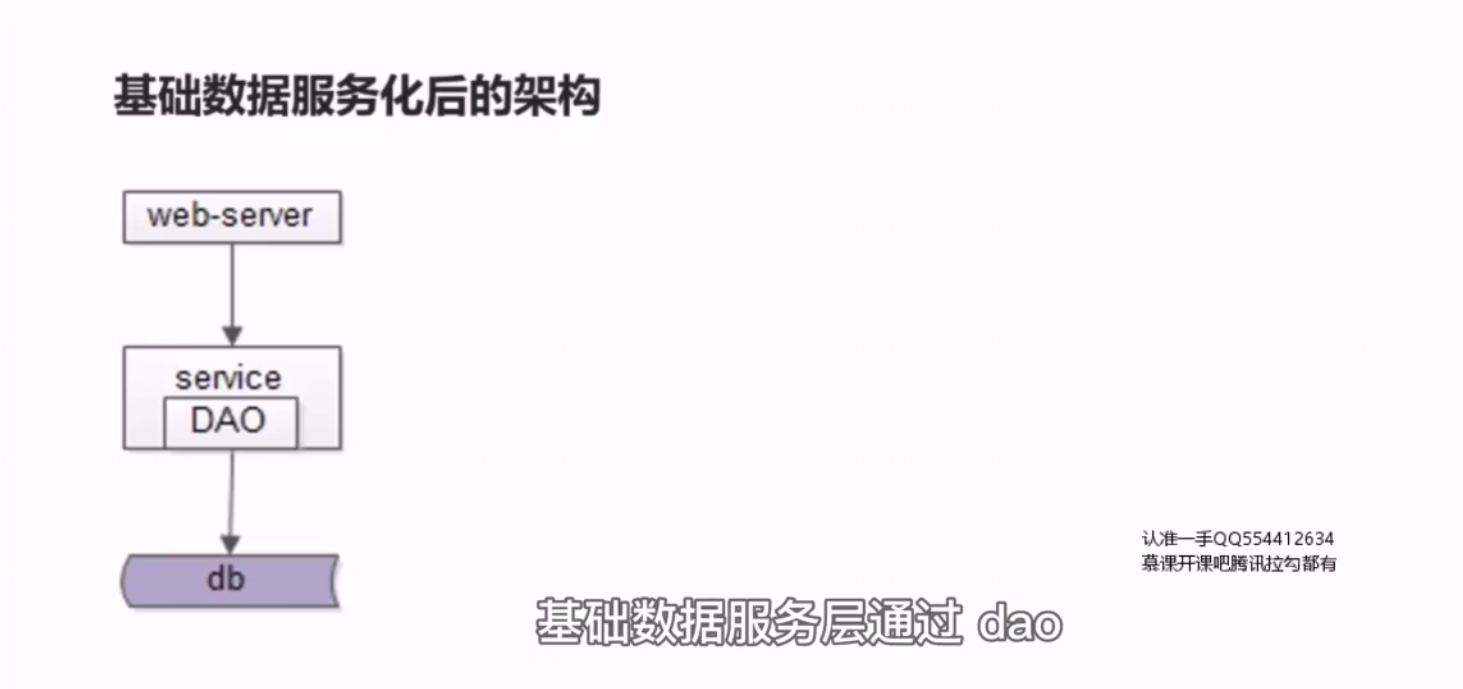 基础数据服务化后的架构
web-server
service
DAO
db
认准一手QQ554412634
慕课开课吧腾讯拉勾都有
基础数据服务层通过 dao